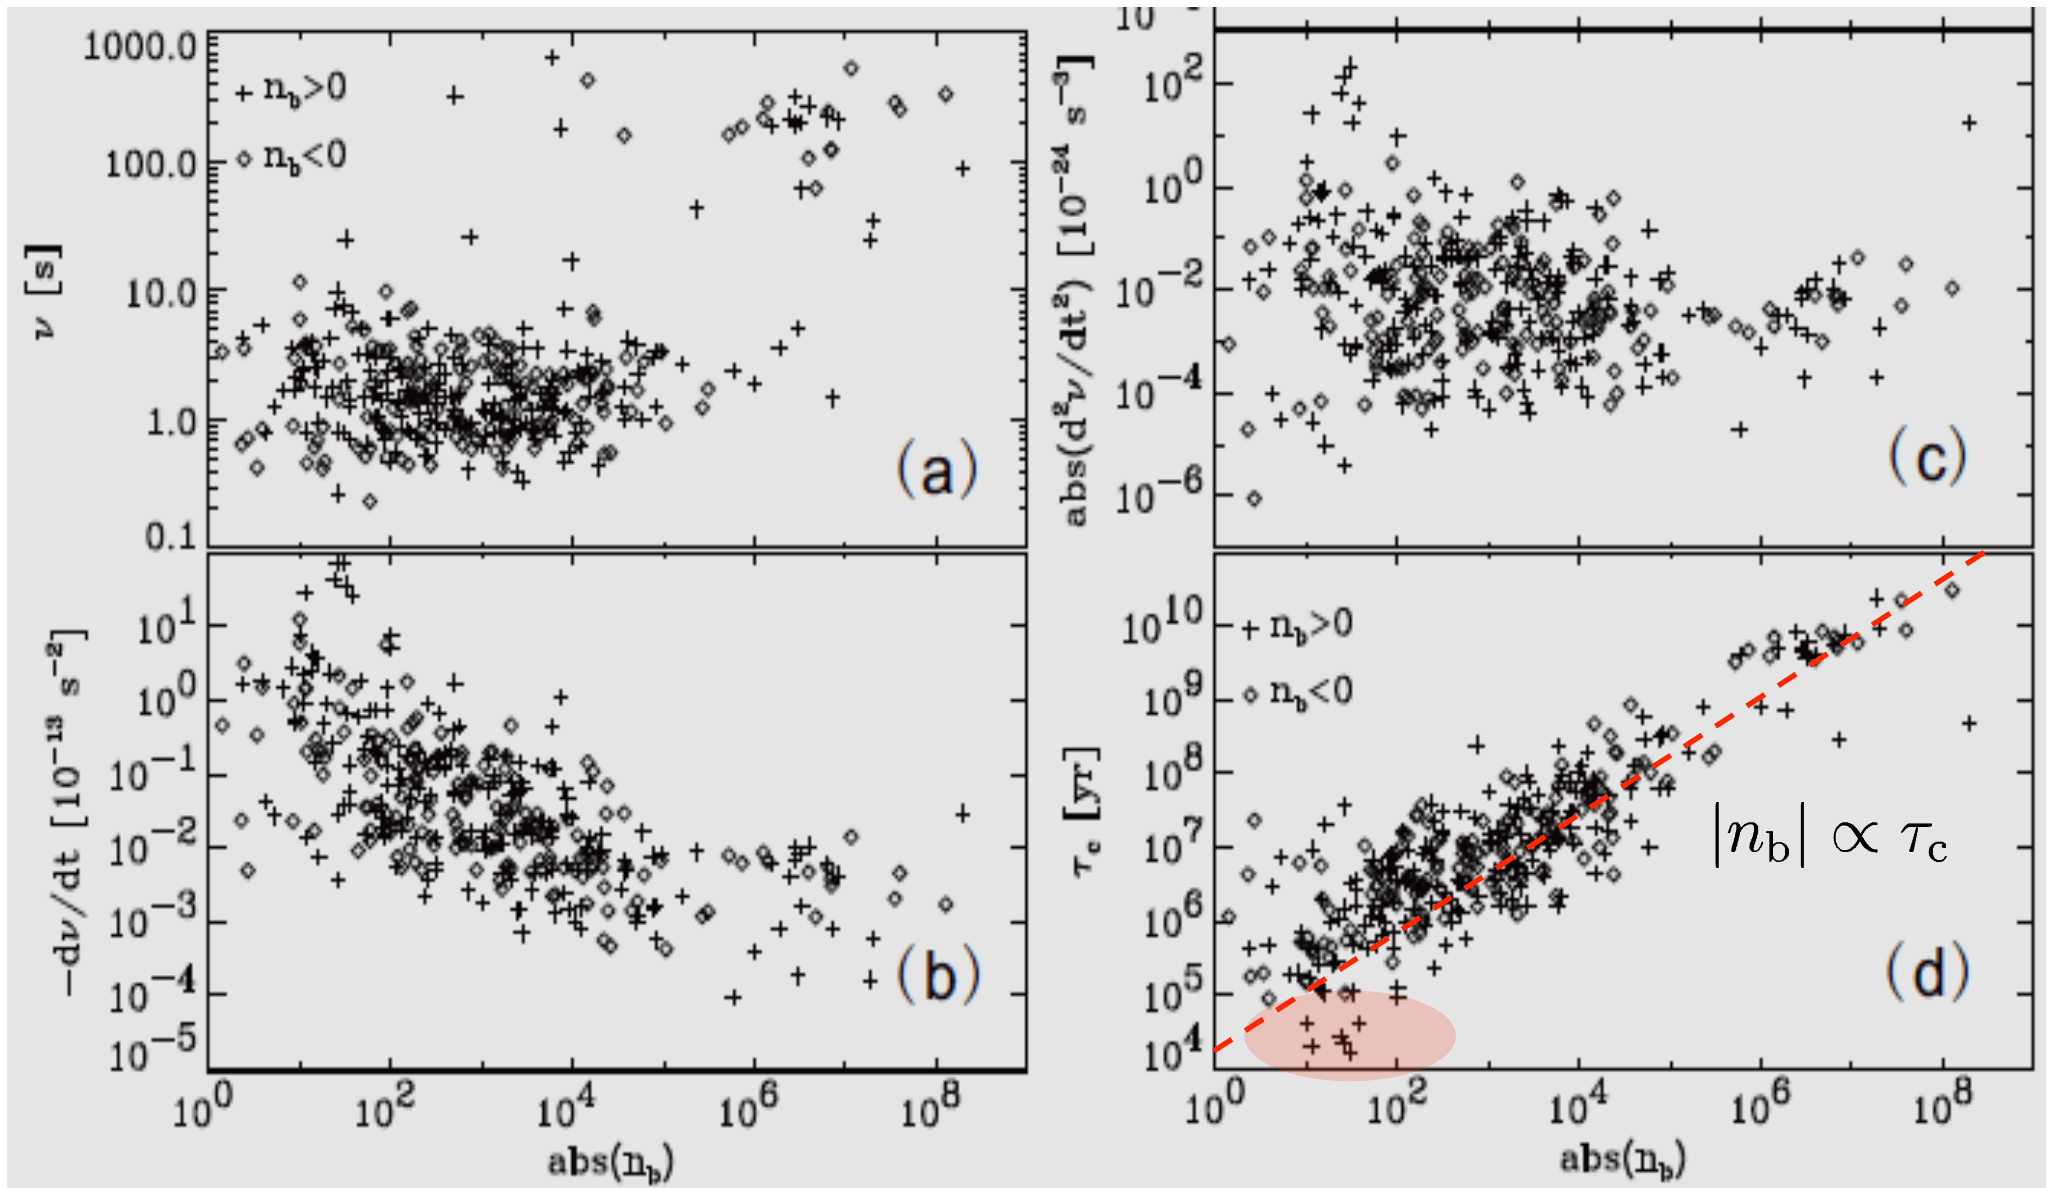 1000.0
100.0
10.0
1.0
0.1
ν [s]
+ n_b>0
◇ n_b<0
(a)
10^1
10^0
10^−1
10^−2
10^−3
10^−4
10^−5
−dν/dt [10^−13 s^−2]
(b)
10^0 10^2 10^4 10^6 10^8
abs(n_b)
10
10^2
10^0
10^−2
10^−4
10^−6
abs(d^2ν/dt^2) [10^−24 s^−3]
(c)
10^10
10^9
10^8
10^7
10^6
10^5
10^4
τ_c [yr]
+ n_b>0
◇ n_b<0
|n_b| ∝ τ_c
(d)
10^0 10^2 10^4 10^6 10^8
abs(n_b)